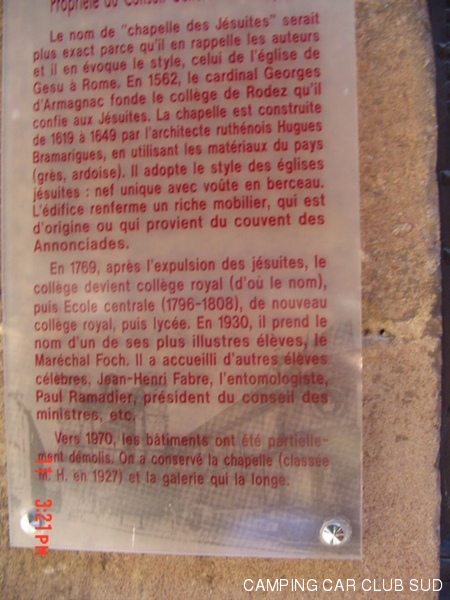 Propriété du Conseil
Le nom de "chapelle des Jésuites" serait
plus exact parce qu'il en rappelle les auteurs
et il en évoque le style, celui de l'église de
Gesu à Rome. En 1562, le cardinal Georges
d'Armagnac fonde le collège de Rodez qu'il
confie aux Jésuites. La chapelle est construite
de 1619 à 1649 par l'architecte ruthénois Hugues
Bramarigues, en utilisant les matériaux du pays
(grès, ardoise). Il adopte le style des églises
jésuites : nef unique avec voûte en berceau.
L'édifice renferme un riche mobilier, qui est
d'origine ou qui provient du couvent des
Annonciades.
En 1769, après l'expulsion des jésuites, le
collège devient collège royal (d'où le nom),
puis Ecole centrale (1796-1808), de nouveau
collège royal, puis lycée. En 1930, il prend le
nom d'un de ses plus illustres élèves, le
Maréchal Foch. Il a accueilli d'autres élèves
célèbres, Jean-Henri Fabre, l'entomologiste,
Paul Ramadier, président du conseil des
ministres, etc.
Vers 1970, les bâtiments ont été partielle-
ment démolis. On a conservé la chapelle (classée
M. H. en 1927) et la galerie qui la longe.
3:21PM
CAMPING CAR CLUB SUD